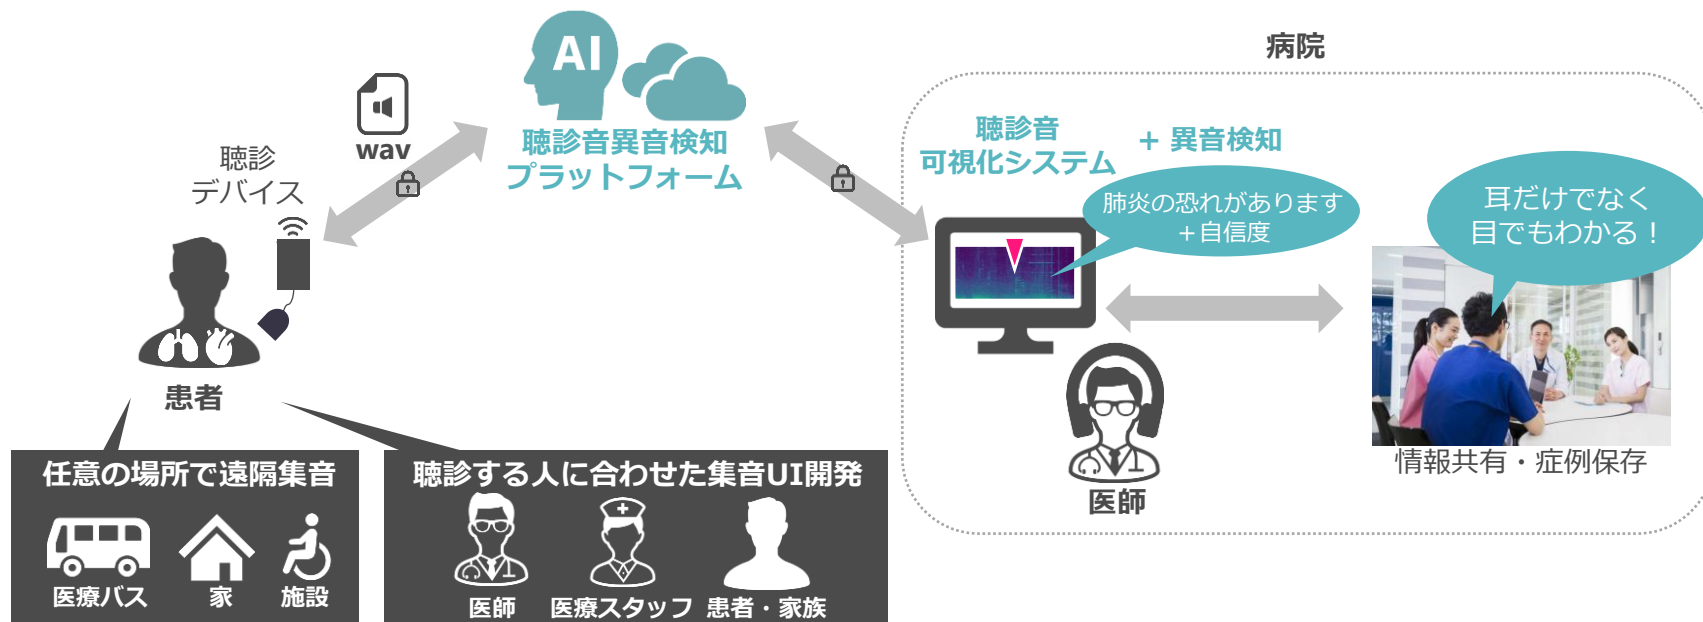 AI
聴診音異音検知
プラットフォーム
wav
聴診
デバイス
患者
任意の場所で遠隔集音
医療バス
家
施設
聴診する人に合わせた集音UI開発
医師
医療スタッフ
患者・家族
病院
聴診音
可視化システム
+ 異音検知
肺炎の恐れがあります
+自信度
医師
耳だけでなく
目でもわかる！
情報共有・症例保存